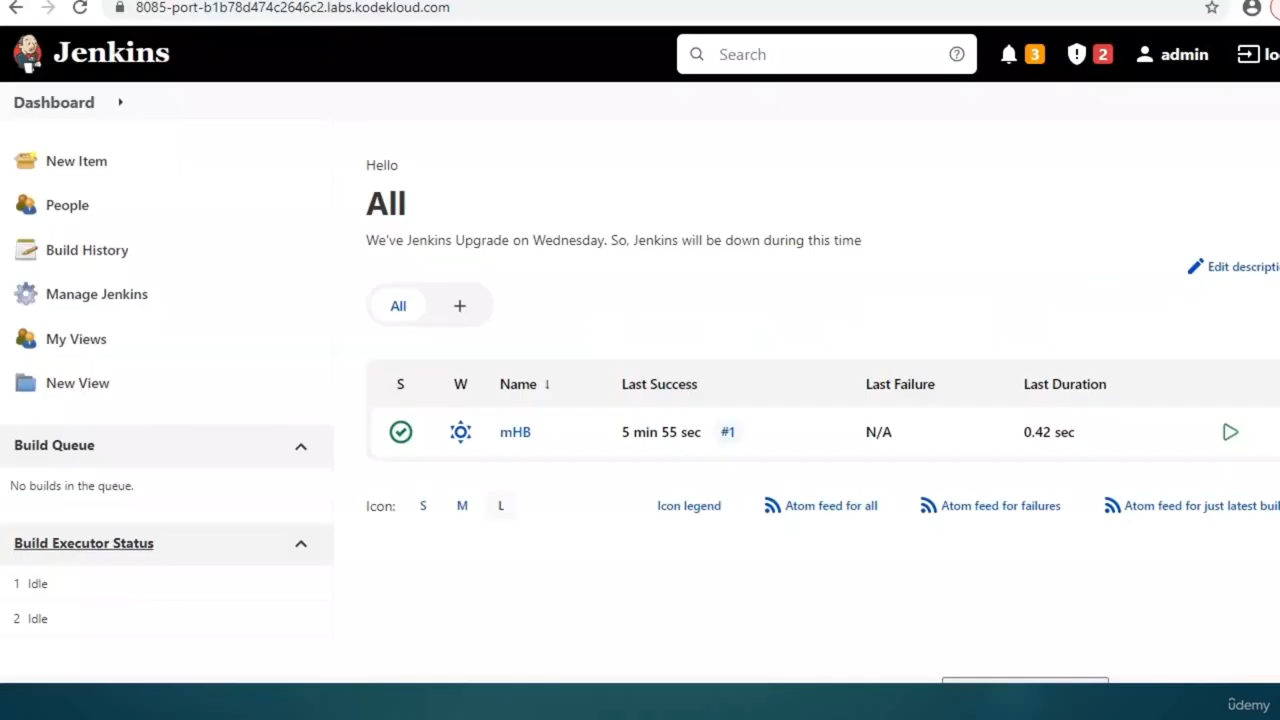 8085-port-b1b78d474c2646c2.labs.kodekloud.com
Jenkins
Search
3
2
admin
lo
Dashboard
New Item
People
Build History
Manage Jenkins
My Views
New View
Build Queue
No builds in the queue.
Build Executor Status
1 Idle
2 Idle
Hello
All
We've Jenkins Upgrade on Wednesday. So, Jenkins will be down during this time
Edit descripti
All +
S W Name ↓ Last Success Last Failure Last Duration
mHB 5 min 55 sec #1 N/A 0.42 sec
Icon: S M L Icon legend Atom feed for all Atom feed for failures Atom feed for just latest buil
ûdemy